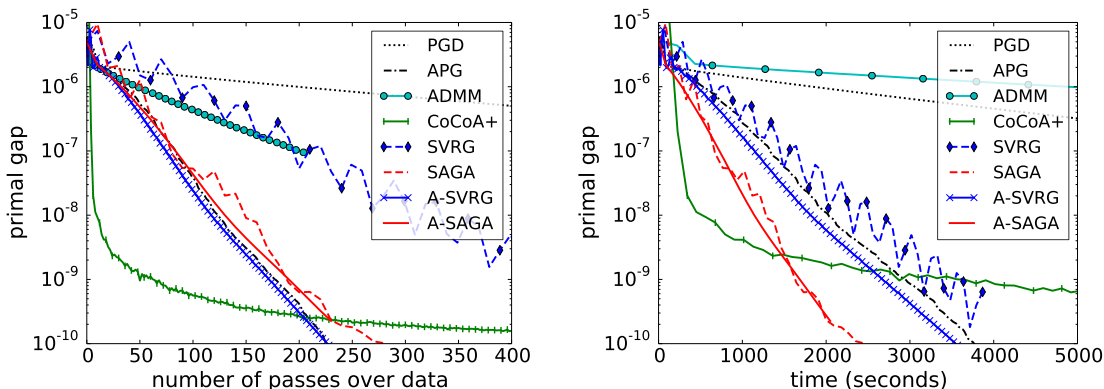 10^-5
10^-6
10^-7
10^-8
10^-9
10^-10
primal gap
0 50 100 150 200 250 300 350 400
number of passes over data
PGD
APG
ADMM
CoCoA+
SVRG
SAGA
A-SVRG
A-SAGA
10^-5
10^-6
10^-7
10^-8
10^-9
10^-10
primal gap
0 1000 2000 3000 4000 5000
time (seconds)
PGD
APG
ADMM
CoCoA+
SVRG
SAGA
A-SVRG
A-SAGA